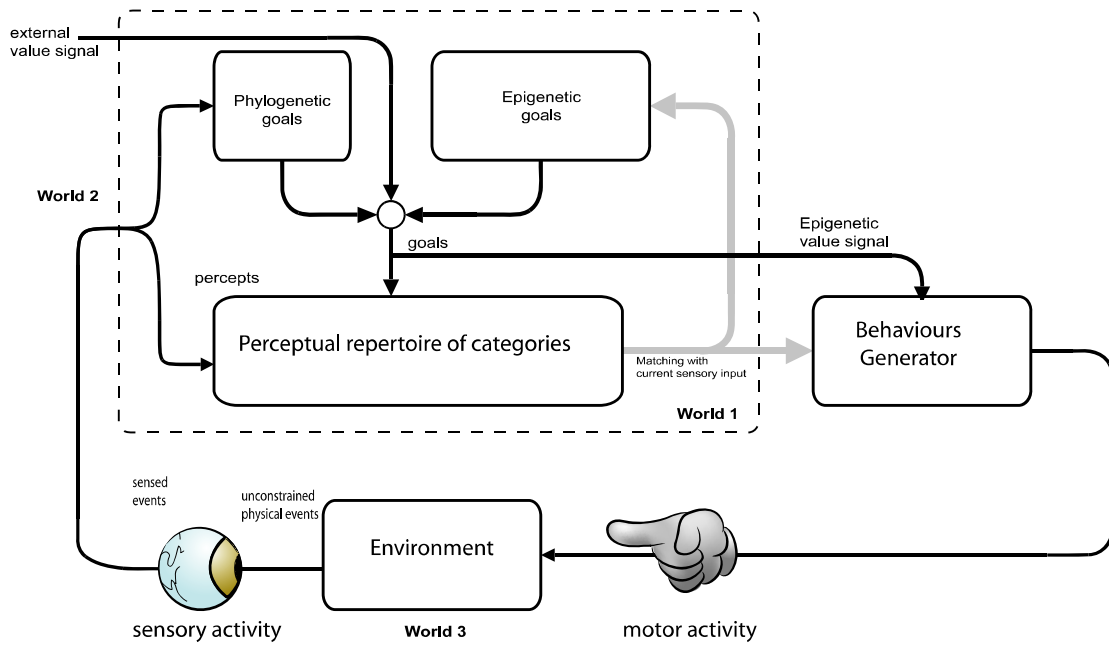 external
value signal
Phylogenetic
goals
Epigenetic
goals
World 2
goals
Epigenetic
value signal
percepts
Perceptual repertoire of categories
Matching with
current sensory input
Behaviours
Generator
World 1
sensed
events
unconstrained
physical events
Environment
sensory activity
World 3
motor activity